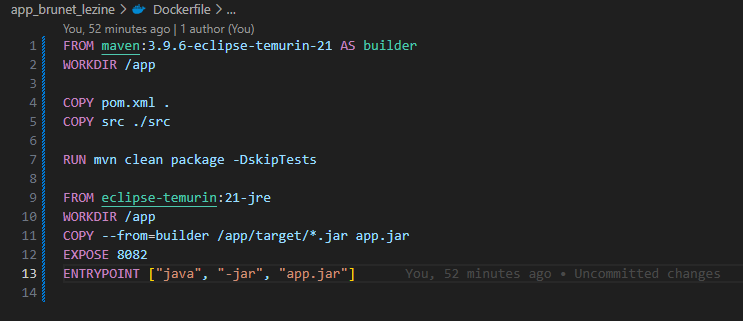 app_brunet_lezine > Dockerfile > ...
You, 52 minutes ago | 1 author (You)
1 FROM maven:3.9.6-eclipse-temurin-21 AS builder
2 WORKDIR /app
3
4 COPY pom.xml .
5 COPY src ./src
6
7 RUN mvn clean package -DskipTests
8
9 FROM eclipse-temurin:21-jre
10 WORKDIR /app
11 COPY --from=builder /app/target/*.jar app.jar
12 EXPOSE 8082
13 ENTRYPOINT ["java", "-jar", "app.jar"] You, 52 minutes ago • Uncommitted changes
14